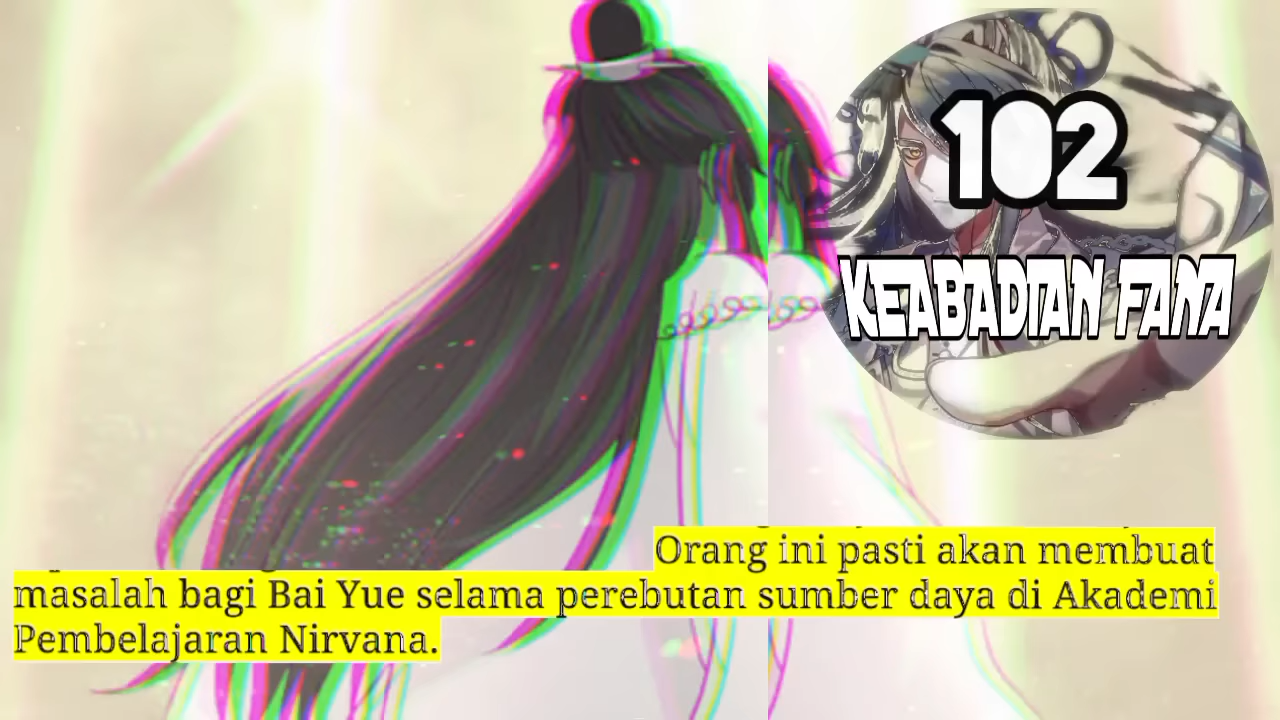 102
KEABADIAN FANA
Orang ini pasti akan membuat
masalah bagi Bai Yue selama perebutan sumber daya di Akademi
Pembelajaran Nirvana.